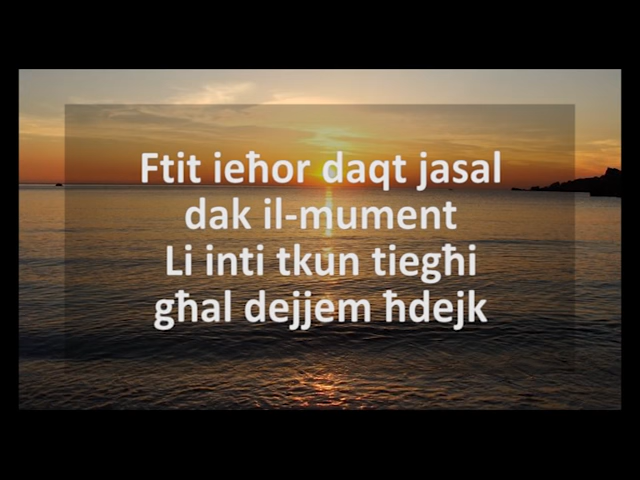 Ftit ieħor daqt jasal
dak il-mument
Li inti tkun tiegħi
għal dejjem ħdejk